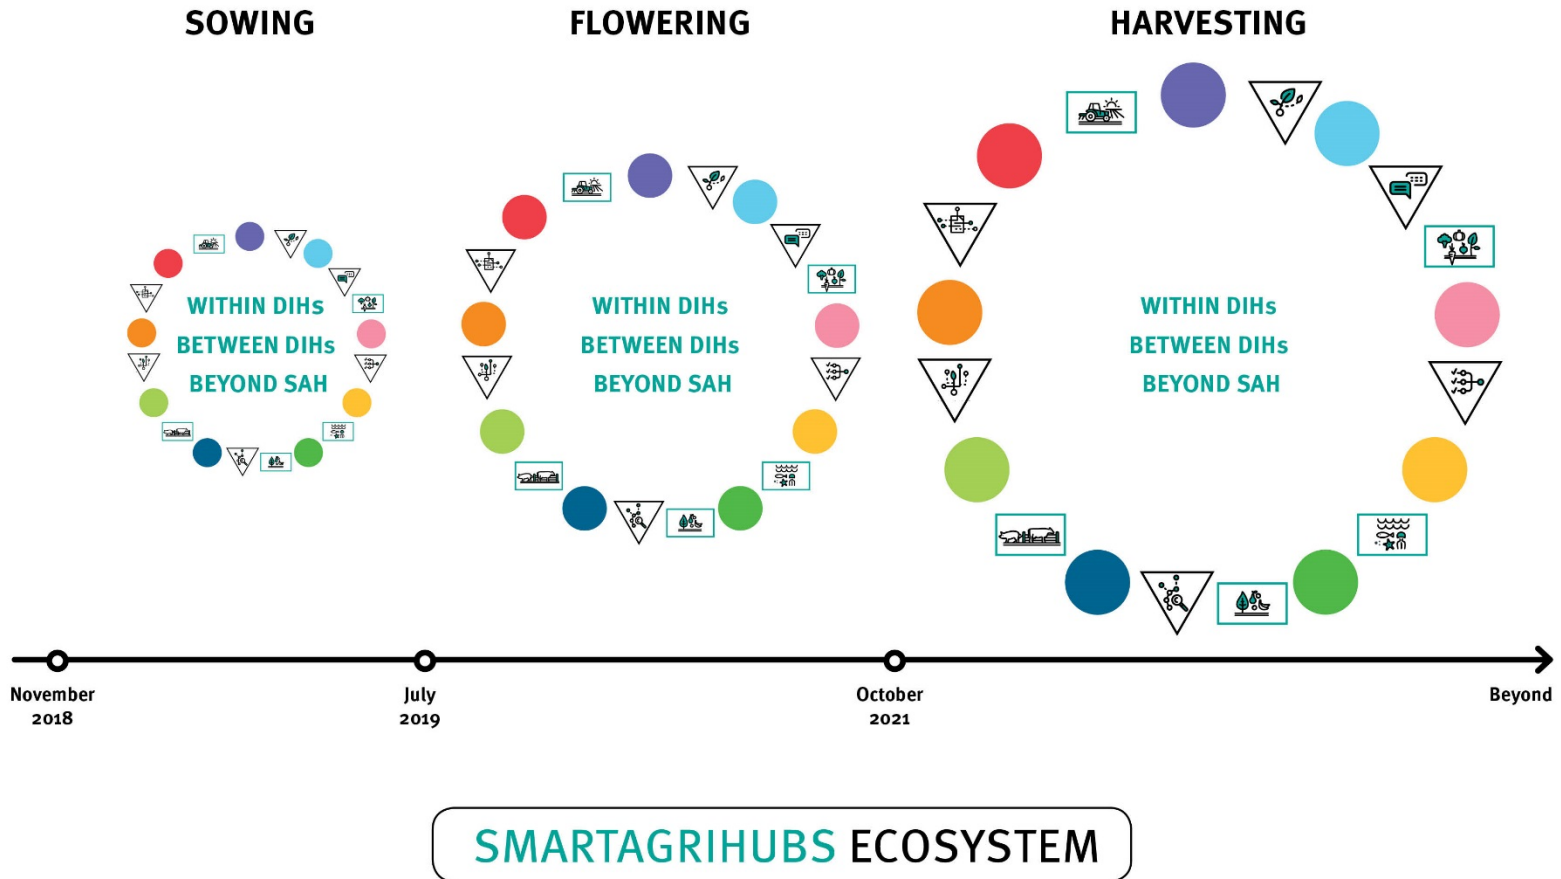 SOWING
FLOWERING
HARVESTING
WITHIN DIHs
BETWEEN DIHs
BEYOND SAH
WITHIN DIHs
BETWEEN DIHs
BEYOND SAH
WITHIN DIHs
BETWEEN DIHs
BEYOND SAH
November
2018
July
2019
October
2021
Beyond
SMARTAGRIHUBS ECOSYSTEM